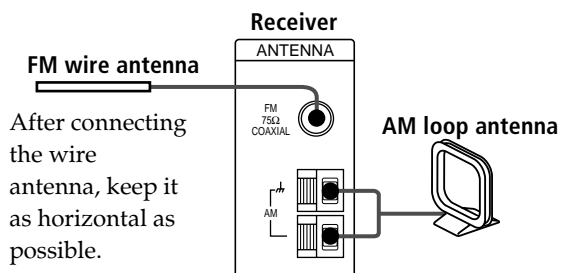 Receiver
ANTENNA
FM wire antenna
FM
75Ω
COAXIAL
After connecting
the wire
antenna, keep it
as horizontal as
possible.
AM loop antenna
AM